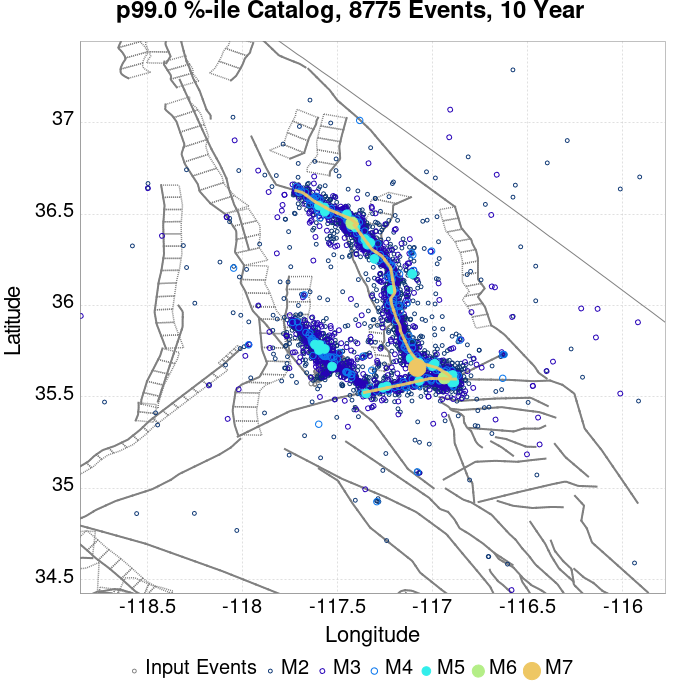 p99.0 %-ile Catalog, 8775 Events, 10 Year
37
36.5
36
35.5
35
34.5
Latitude
-118.5 -118 -117.5 -117 -116.5 -116
Longitude
Input Events M2 M3 M4 M5 M6 M7